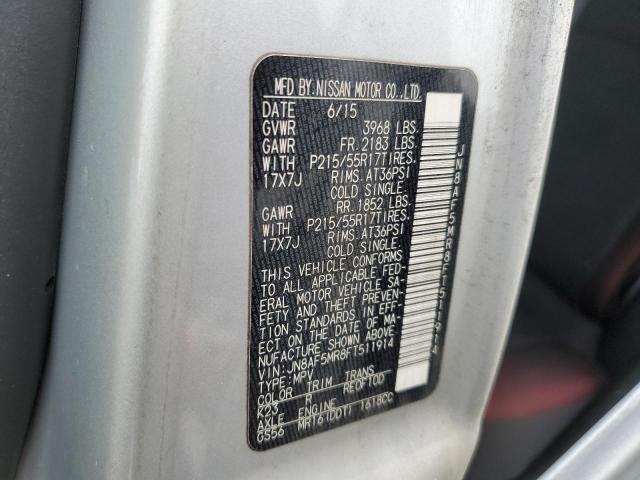 MFD BY:NISSAN MOTOR CO.,LTD.
DATE 6/15
GVWR 3968 LBS.
GAWR FR.2183 LBS.
WITH P215/55R17TIRES.
17X7J RIMS.AT36PSI
COLD SINGLE.
GAWR RR.1852 LBS.
WITH P215/55R17TIRES.
17X7J RIMS.AT36PSI
COLD SINGLE.
THIS VEHICLE CONFORMS
TO ALL APPLICABLE FED-
ERAL MOTOR VEHICLE SA-
FETY AND THEFT PREVEN-
TION STANDARDS IN EFF-
ECT ON THE DATE OF MA-
NUFACTURE SHOWN ABOVE
VIN:JN8AF5MR8FT511914
TYPE:MPV
COLOR TRIM TRANS
K23 R REOFTOD
AXLE ENGINE
GS56 MR16(DDT) 1618CC
JN8AF5MR8FT511914